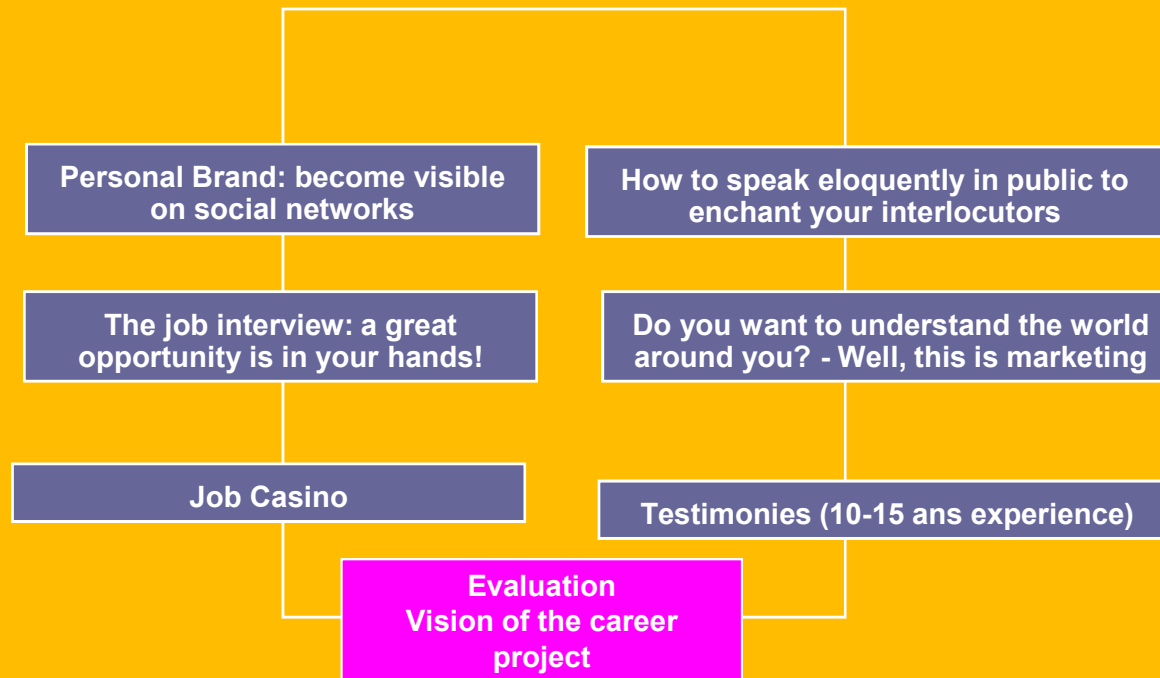 Personal Brand: become visible
on social networks
How to speak eloquently in public to
enchant your interlocutors
The job interview: a great
opportunity is in your hands!
Do you want to understand the world
around you? - Well, this is marketing
Job Casino
Testimonies (10-15 ans experience)
Evaluation
Vision of the career
project